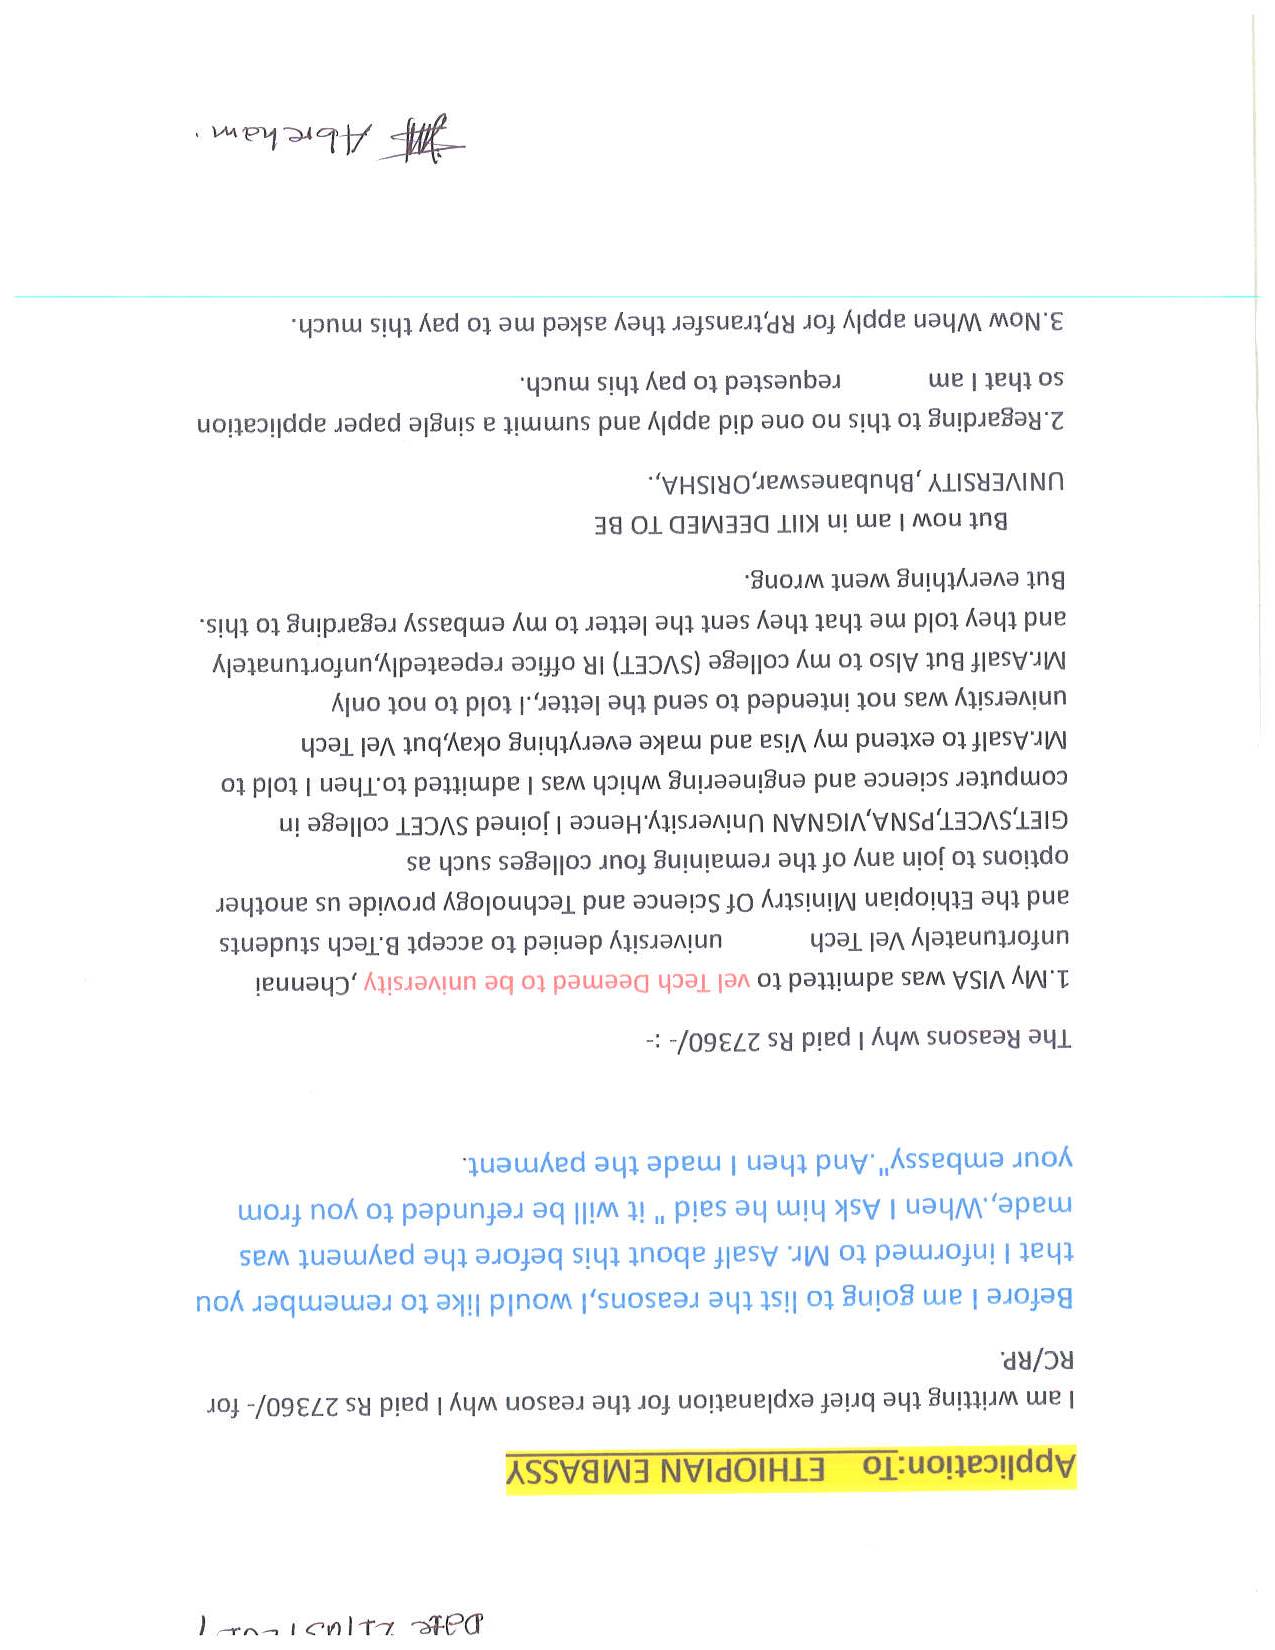 Date
Application:To ETHIOPIAN EMBASSY
I am writting the brief explanation for the reason why I paid Rs 27360/- for
RC/RP.
Before I am going to list the reasons,I would like to remember you
that I informed to Mr. Asalf about this before the payment was
made,.When I Ask him he said " it will be refunded to you from
your embassy".And then I made the payment.
The Reasons why I paid Rs 27360/- :-
1.My VISA was admitted to vel Tech Deemed to be university ,Chennai
unfortunately Vel Tech university denied to accept B.Tech students
and the Ethiopian Ministry Of Science and Technology provide us another
options to join any of the remaining four colleges such as
GIET,SVCET,PSNA,VIGNAN University.Hence I joined SVCET college in
computer science and engineering which was I admitted to.Then I told to
Mr.Asalf to extend my Visa and make everything okay,but Vel Tech
university was not intended to send the letter,.I told to not only
Mr.Asalf But Also to my college (SVCET) IR office repeatedly,unfortunately
and they told me that they sent the letter to my embassy regarding to this.
But everything went wrong.
But now I am in KIIT DEEMED TO BE
UNIVERSITY ,Bhubaneswar,ORISHA,.
2.Regarding to this no one did apply and summit a single paper application
so that I am requested to pay this much.
3.Now When apply for RP,transfer they asked me to pay this much.
Abreham.